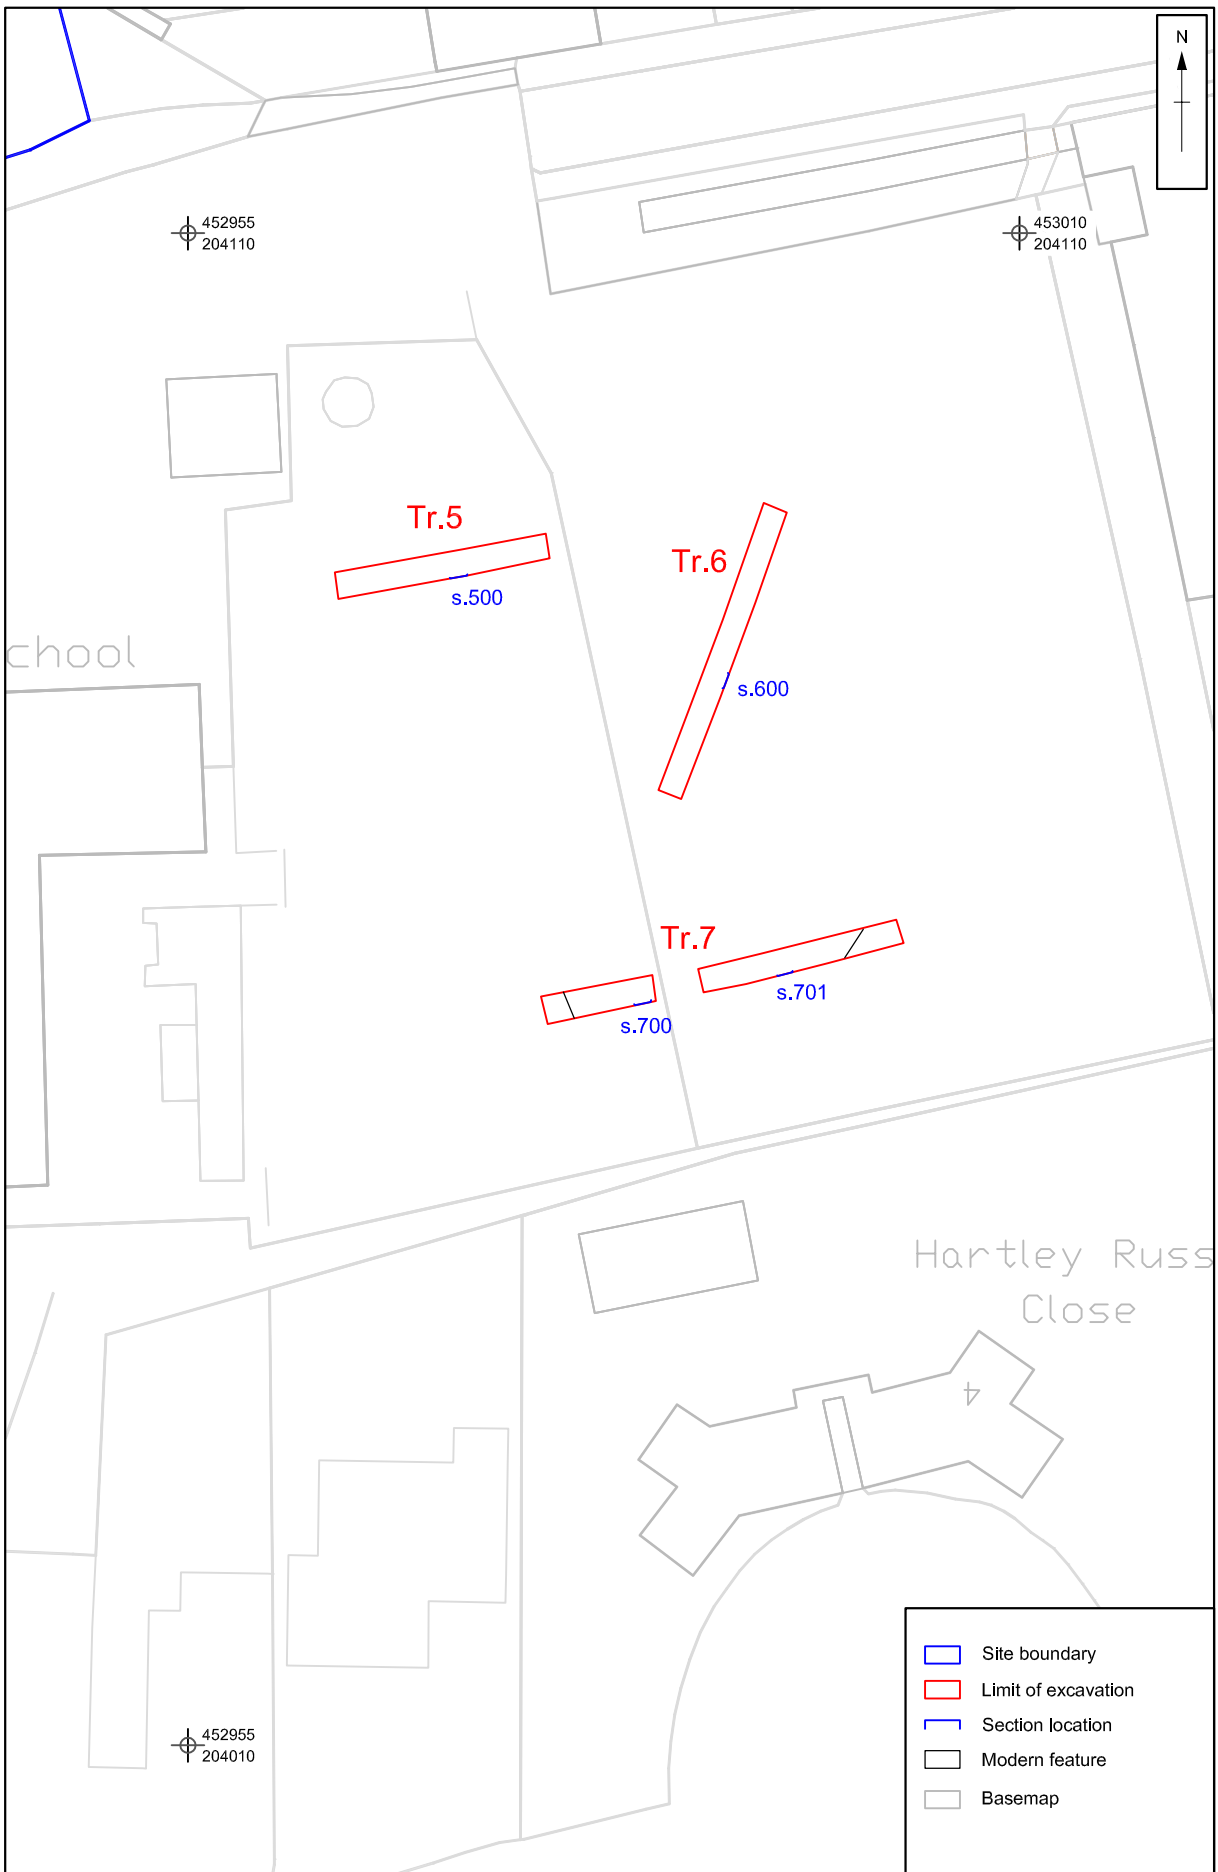 N
452955
204110
453010
204110
Tr.5
s.500
Tr.6
s.600
chool
Tr.7
s.701
s.700
Hartley Russ
Close
4
452955
204010
Site boundary
Limit of excavation
Section location
Modern feature
Basemap